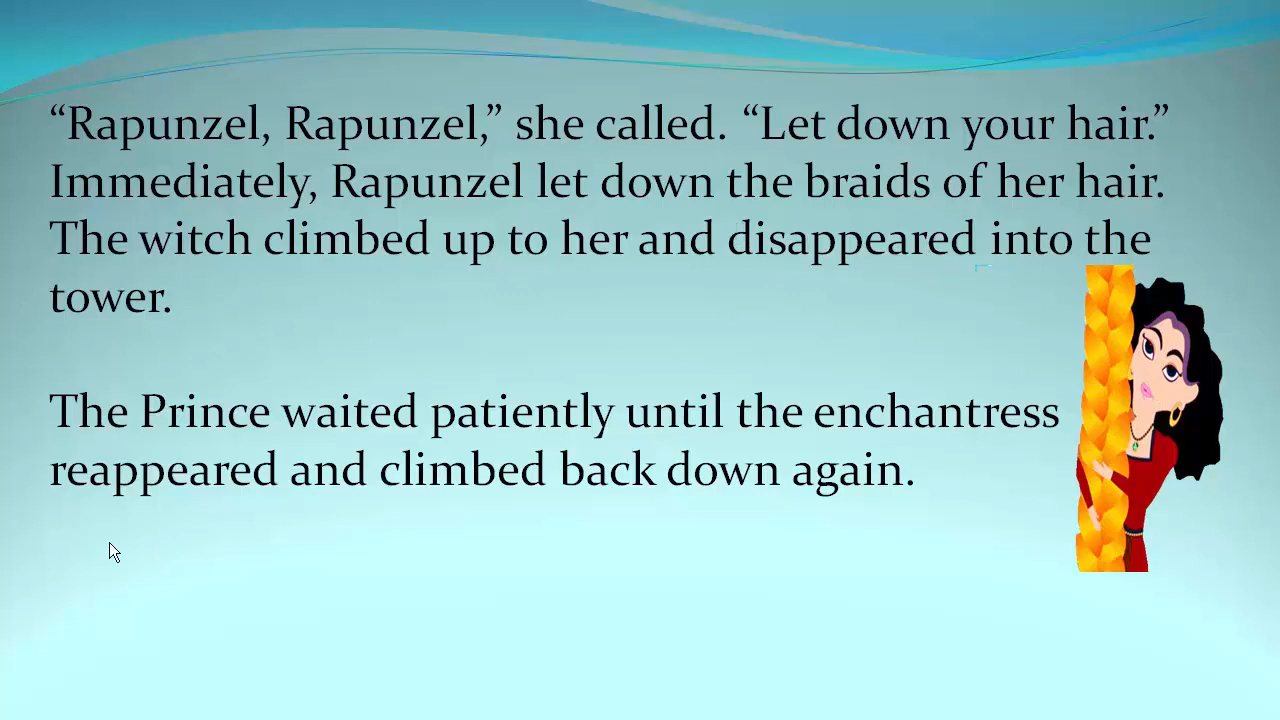 “Rapunzel, Rapunzel,” she called. “Let down your hair.”
Immediately, Rapunzel let down the braids of her hair.
The witch climbed up to her and disappeared into the
tower.
The Prince waited patiently until the enchantress
reappeared and climbed back down again.